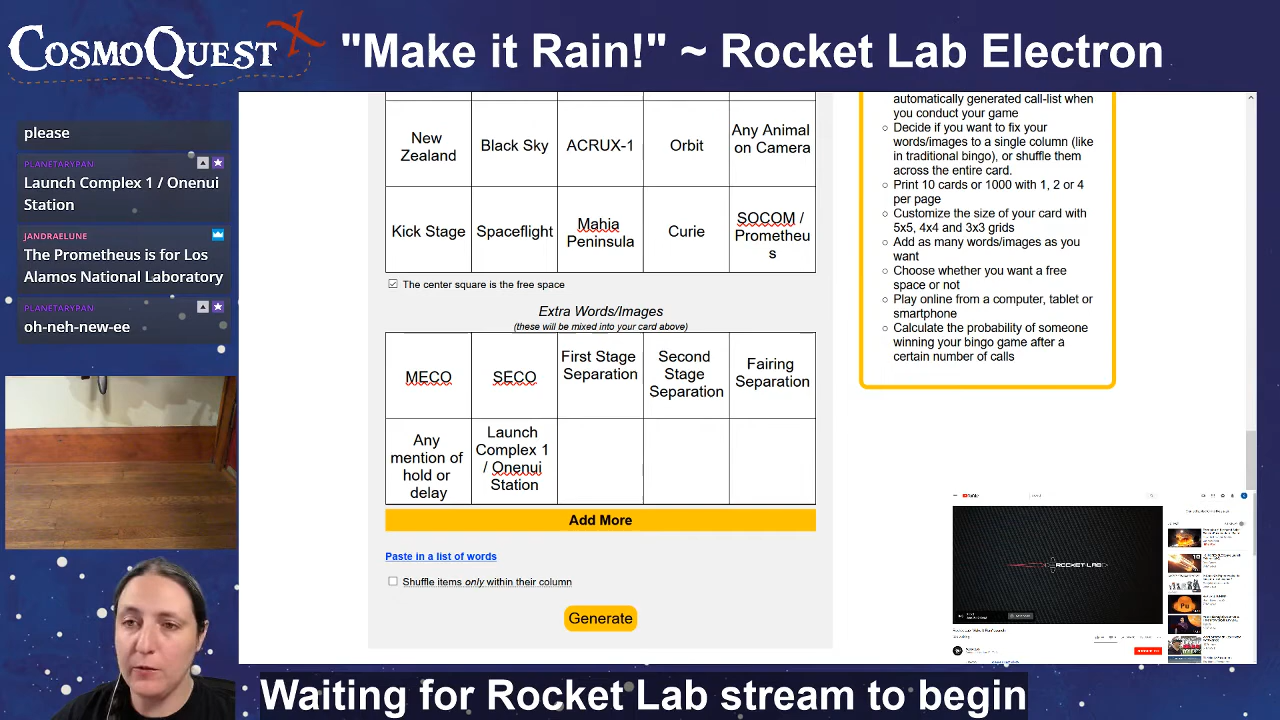 COSMOQUEST X
"Make it Rain!" ~ Rocket Lab Electron
please
PLANETARYPAN
Launch Complex 1 / Onenui
Station
JANDRAELUNE
The Prometheus is for Los
Alamos National Laboratory
PLANETARYPAN
oh-neh-new-ee
New
Zealand
Black Sky
ACRUX-1
Orbit
Any Animal
on Camera
Kick Stage
Spaceflight
Mahia
Peninsula
Curie
SOCOM /
Prometheu
s
The center square is the free space
Extra Words/Images
(these will be mixed into your card above)
MECO
SECO
First Stage
Separation
Second
Stage
Separation
Fairing
Separation
Any
mention of
hold or
delay
Launch
Complex 1
/ Onenui
Station
Add More
Paste in a list of words
Shuffle items only within their column
Generate
automatically generated call-list when
you conduct your game
Decide if you want to fix your
words/images to a single column (like
in traditional bingo), or shuffle them
across the entire card.
Print 10 cards or 1000 with 1, 2 or 4
per page
Customize the size of your card with
5x5, 4x4 and 3x3 grids
Add as many words/images as you
want
Choose whether you want a free
space or not
Play online from a computer, tablet or
smartphone
Calculate the probability of someone
winning your bingo game after a
certain number of calls
ROCKET LAB
Waiting for Rocket Lab stream to begin